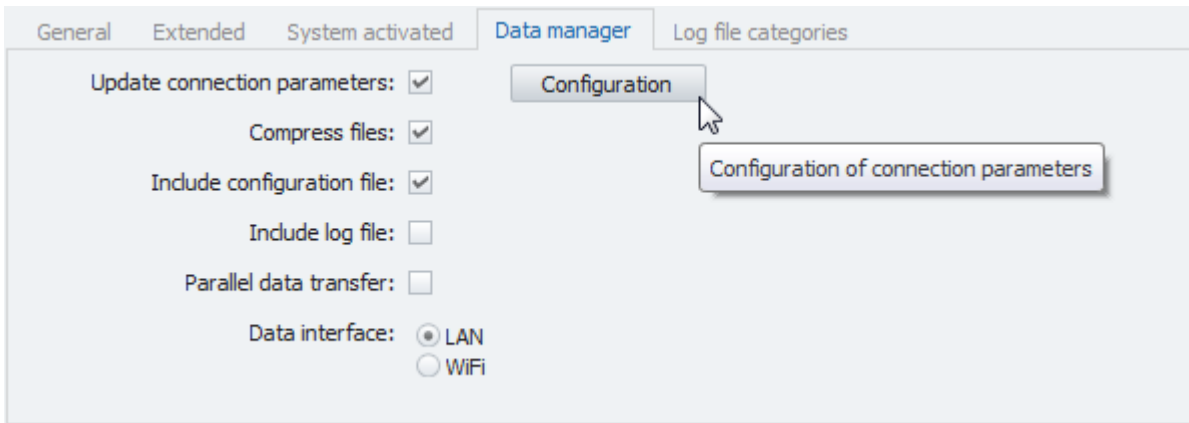 General Extended System activated Data manager Log file categories
Update connection parameters: Configuration
Compress files:
Configuration of connection parameters
Include configuration file:
Include log file:
Parallel data transfer:
Data interface: LAN
WiFi